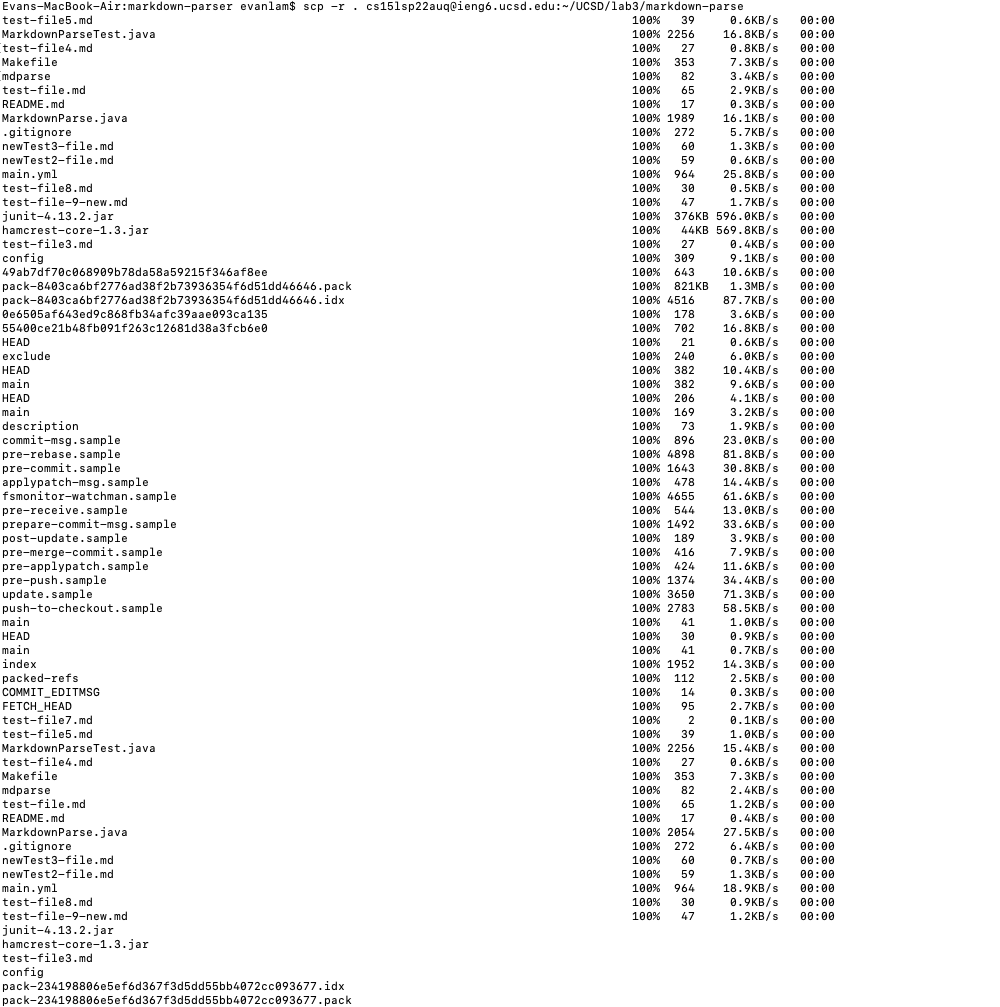 Evans-MacBook-Air:markdown-parser evanlam$ scp -r . cs15lsp22auq@ieng6.ucsd.edu:~/UCSD/lab3/markdown-parse
test-file5.md 100% 39 0.6KB/s 00:00
MarkdownParseTest.java 100% 2256 16.8KB/s 00:00
test-file4.md 100% 27 0.8KB/s 00:00
Makefile 100% 353 7.3KB/s 00:00
mdparse 100% 82 3.4KB/s 00:00
test-file.md 100% 65 2.9KB/s 00:00
README.md 100% 17 0.3KB/s 00:00
MarkdownParse.java 100% 1989 16.1KB/s 00:00
.gitignore 100% 272 5.7KB/s 00:00
newTest3-file.md 100% 60 1.3KB/s 00:00
newTest2-file.md 100% 59 0.6KB/s 00:00
main.yml 100% 964 25.8KB/s 00:00
test-file8.md 100% 30 0.5KB/s 00:00
test-file-9-new.md 100% 47 1.7KB/s 00:00
junit-4.13.2.jar 100% 376KB 596.0KB/s 00:00
hamcrest-core-1.3.jar 100% 44KB 569.8KB/s 00:00
test-file3.md 100% 27 0.4KB/s 00:00
config 100% 309 9.1KB/s 00:00
49ab7df70c068909b78da58a59215f346af8ee 100% 643 10.6KB/s 00:00
pack-8403ca6bf2776ad38f2b73936354f6d51dd46646.pack 100% 821KB 1.3MB/s 00:00
pack-8403ca6bf2776ad38f2b73936354f6d51dd46646.idx 100% 4516 87.7KB/s 00:00
0e6505af643ed9c868fb34afc39aae093ca135 100% 178 3.6KB/s 00:00
55400ce21b48fb091f263c12681d38a3fcb6e0 100% 702 16.8KB/s 00:00
HEAD 100% 21 0.6KB/s 00:00
exclude 100% 240 6.0KB/s 00:00
HEAD 100% 382 10.4KB/s 00:00
main 100% 382 9.6KB/s 00:00
HEAD 100% 206 4.1KB/s 00:00
main 100% 169 3.2KB/s 00:00
description 100% 73 1.9KB/s 00:00
commit-msg.sample 100% 896 23.0KB/s 00:00
pre-rebase.sample 100% 4898 81.8KB/s 00:00
pre-commit.sample 100% 1643 30.8KB/s 00:00
applypatch-msg.sample 100% 478 14.4KB/s 00:00
fsmonitor-watchman.sample 100% 4655 61.6KB/s 00:00
pre-receive.sample 100% 544 13.0KB/s 00:00
prepare-commit-msg.sample 100% 1492 33.6KB/s 00:00
post-update.sample 100% 189 3.9KB/s 00:00
pre-merge-commit.sample 100% 416 7.9KB/s 00:00
pre-applypatch.sample 100% 424 11.6KB/s 00:00
pre-push.sample 100% 1374 34.4KB/s 00:00
update.sample 100% 3650 71.3KB/s 00:00
push-to-checkout.sample 100% 2783 58.5KB/s 00:00
main 100% 41 1.0KB/s 00:00
HEAD 100% 30 0.9KB/s 00:00
main 100% 41 0.7KB/s 00:00
index 100% 1952 14.3KB/s 00:00
packed-refs 100% 112 2.5KB/s 00:00
COMMIT_EDITMSG 100% 14 0.3KB/s 00:00
FETCH_HEAD 100% 95 2.7KB/s 00:00
test-file7.md 100% 2 0.1KB/s 00:00
test-file5.md 100% 39 1.0KB/s 00:00
MarkdownParseTest.java 100% 2256 15.4KB/s 00:00
test-file4.md 100% 27 0.6KB/s 00:00
Makefile 100% 353 7.3KB/s 00:00
mdparse 100% 82 2.4KB/s 00:00
test-file.md 100% 65 1.2KB/s 00:00
README.md 100% 17 0.4KB/s 00:00
MarkdownParse.java 100% 2054 27.5KB/s 00:00
.gitignore 100% 272 6.4KB/s 00:00
newTest3-file.md 100% 60 0.7KB/s 00:00
newTest2-file.md 100% 59 1.3KB/s 00:00
main.yml 100% 964 18.9KB/s 00:00
test-file8.md 100% 30 0.9KB/s 00:00
test-file-9-new.md 100% 47 1.2KB/s 00:00
junit-4.13.2.jar
hamcrest-core-1.3.jar
test-file3.md
config
pack-234198806e5ef6d367f3d5dd55bb4072cc093677.idx
pack-234198806e5ef6d367f3d5dd55bb4072cc093677.pack